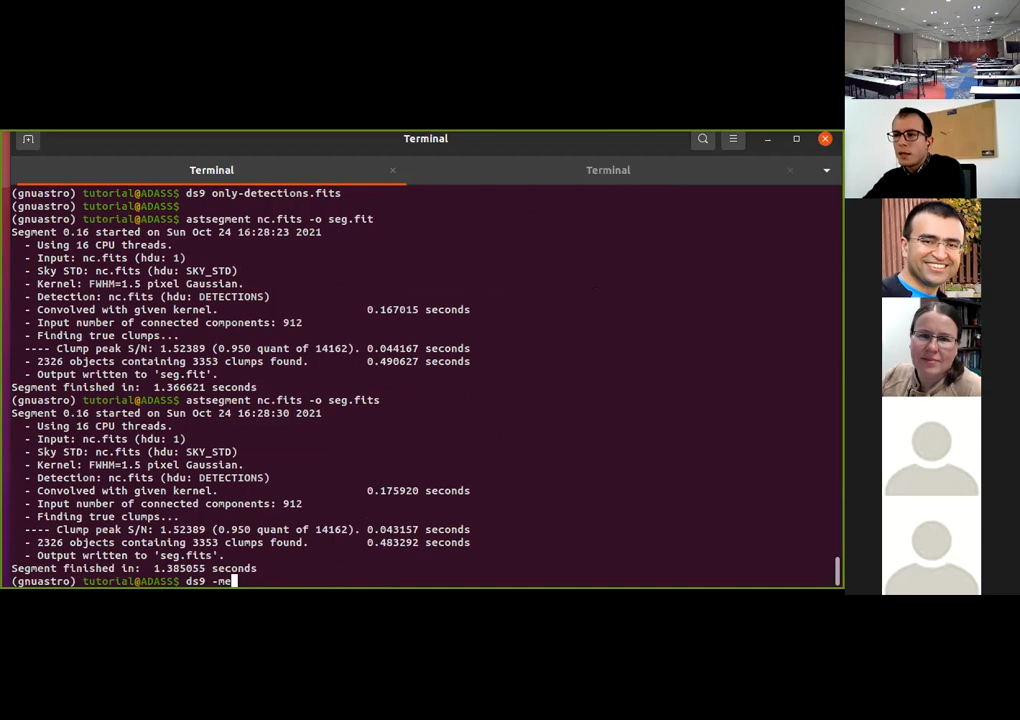 Terminal
Terminal
Terminal
(gnuastro) tutorial@ADASS$ ds9 only-detections.fits
(gnuastro) tutorial@ADASS$
(gnuastro) tutorial@ADASS$ astsegment nc.fits -o seg.fit
Segment 0.16 started on Sun Oct 24 16:28:23 2021
- Using 16 CPU threads.
- Input: nc.fits (hdu: 1)
- Sky STD: nc.fits (hdu: SKY_STD)
- Kernel: FWHM=1.5 pixel Gaussian.
- Detection: nc.fits (hdu: DETECTIONS)
- Convolved with given kernel. 0.167015 seconds
- Input number of connected components: 912
- Finding true clumps...
---- Clump peak S/N: 1.52389 (0.950 quant of 14162). 0.044167 seconds
- 2326 objects containing 3353 clumps found. 0.490627 seconds
- Output written to 'seg.fit'.
Segment finished in: 1.366621 seconds
(gnuastro) tutorial@ADASS$ astsegment nc.fits -o seg.fits
Segment 0.16 started on Sun Oct 24 16:28:30 2021
- Using 16 CPU threads.
- Input: nc.fits (hdu: 1)
- Sky STD: nc.fits (hdu: SKY_STD)
- Kernel: FWHM=1.5 pixel Gaussian.
- Detection: nc.fits (hdu: DETECTIONS)
- Convolved with given kernel. 0.175920 seconds
- Input number of connected components: 912
- Finding true clumps...
---- Clump peak S/N: 1.52389 (0.950 quant of 14162). 0.043157 seconds
- 2326 objects containing 3353 clumps found. 0.483292 seconds
- Output written to 'seg.fits'.
Segment finished in: 1.385055 seconds
(gnuastro) tutorial@ADASS$ ds9 -me